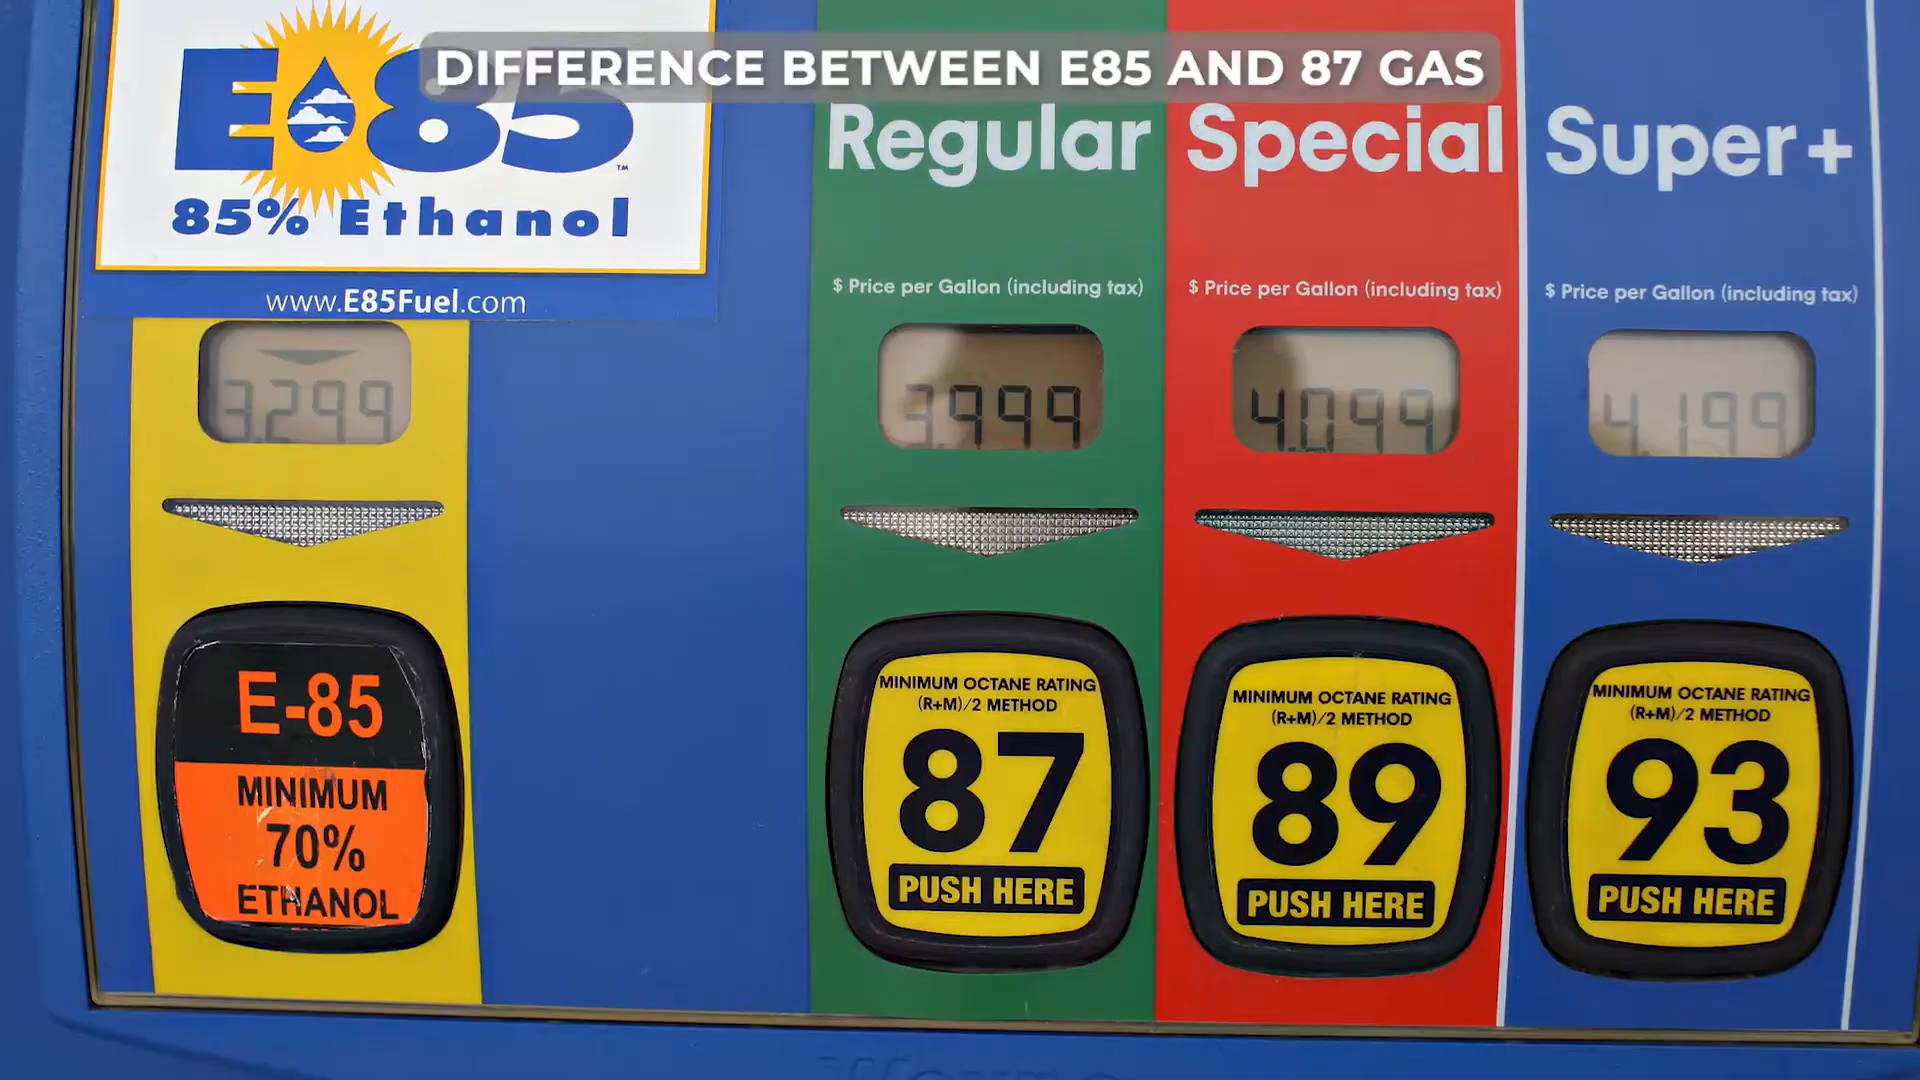 DIFFERENCE BETWEEN E85 AND 87 GAS
E85™
85% Ethanol
www.E85Fuel.com
3.299
E-85
MINIMUM
70%
ETHANOL
Regular
$ Price per Gallon (including tax)
3.999
MINIMUM OCTANE RATING
(R+M)/2 METHOD
87
PUSH HERE
Special
$ Price per Gallon (including tax)
4.099
MINIMUM OCTANE RATING
(R+M)/2 METHOD
89
PUSH HERE
Super+
$ Price per Gallon (including tax)
4.199
MINIMUM OCTANE RATING
(R+M)/2 METHOD
93
PUSH HERE